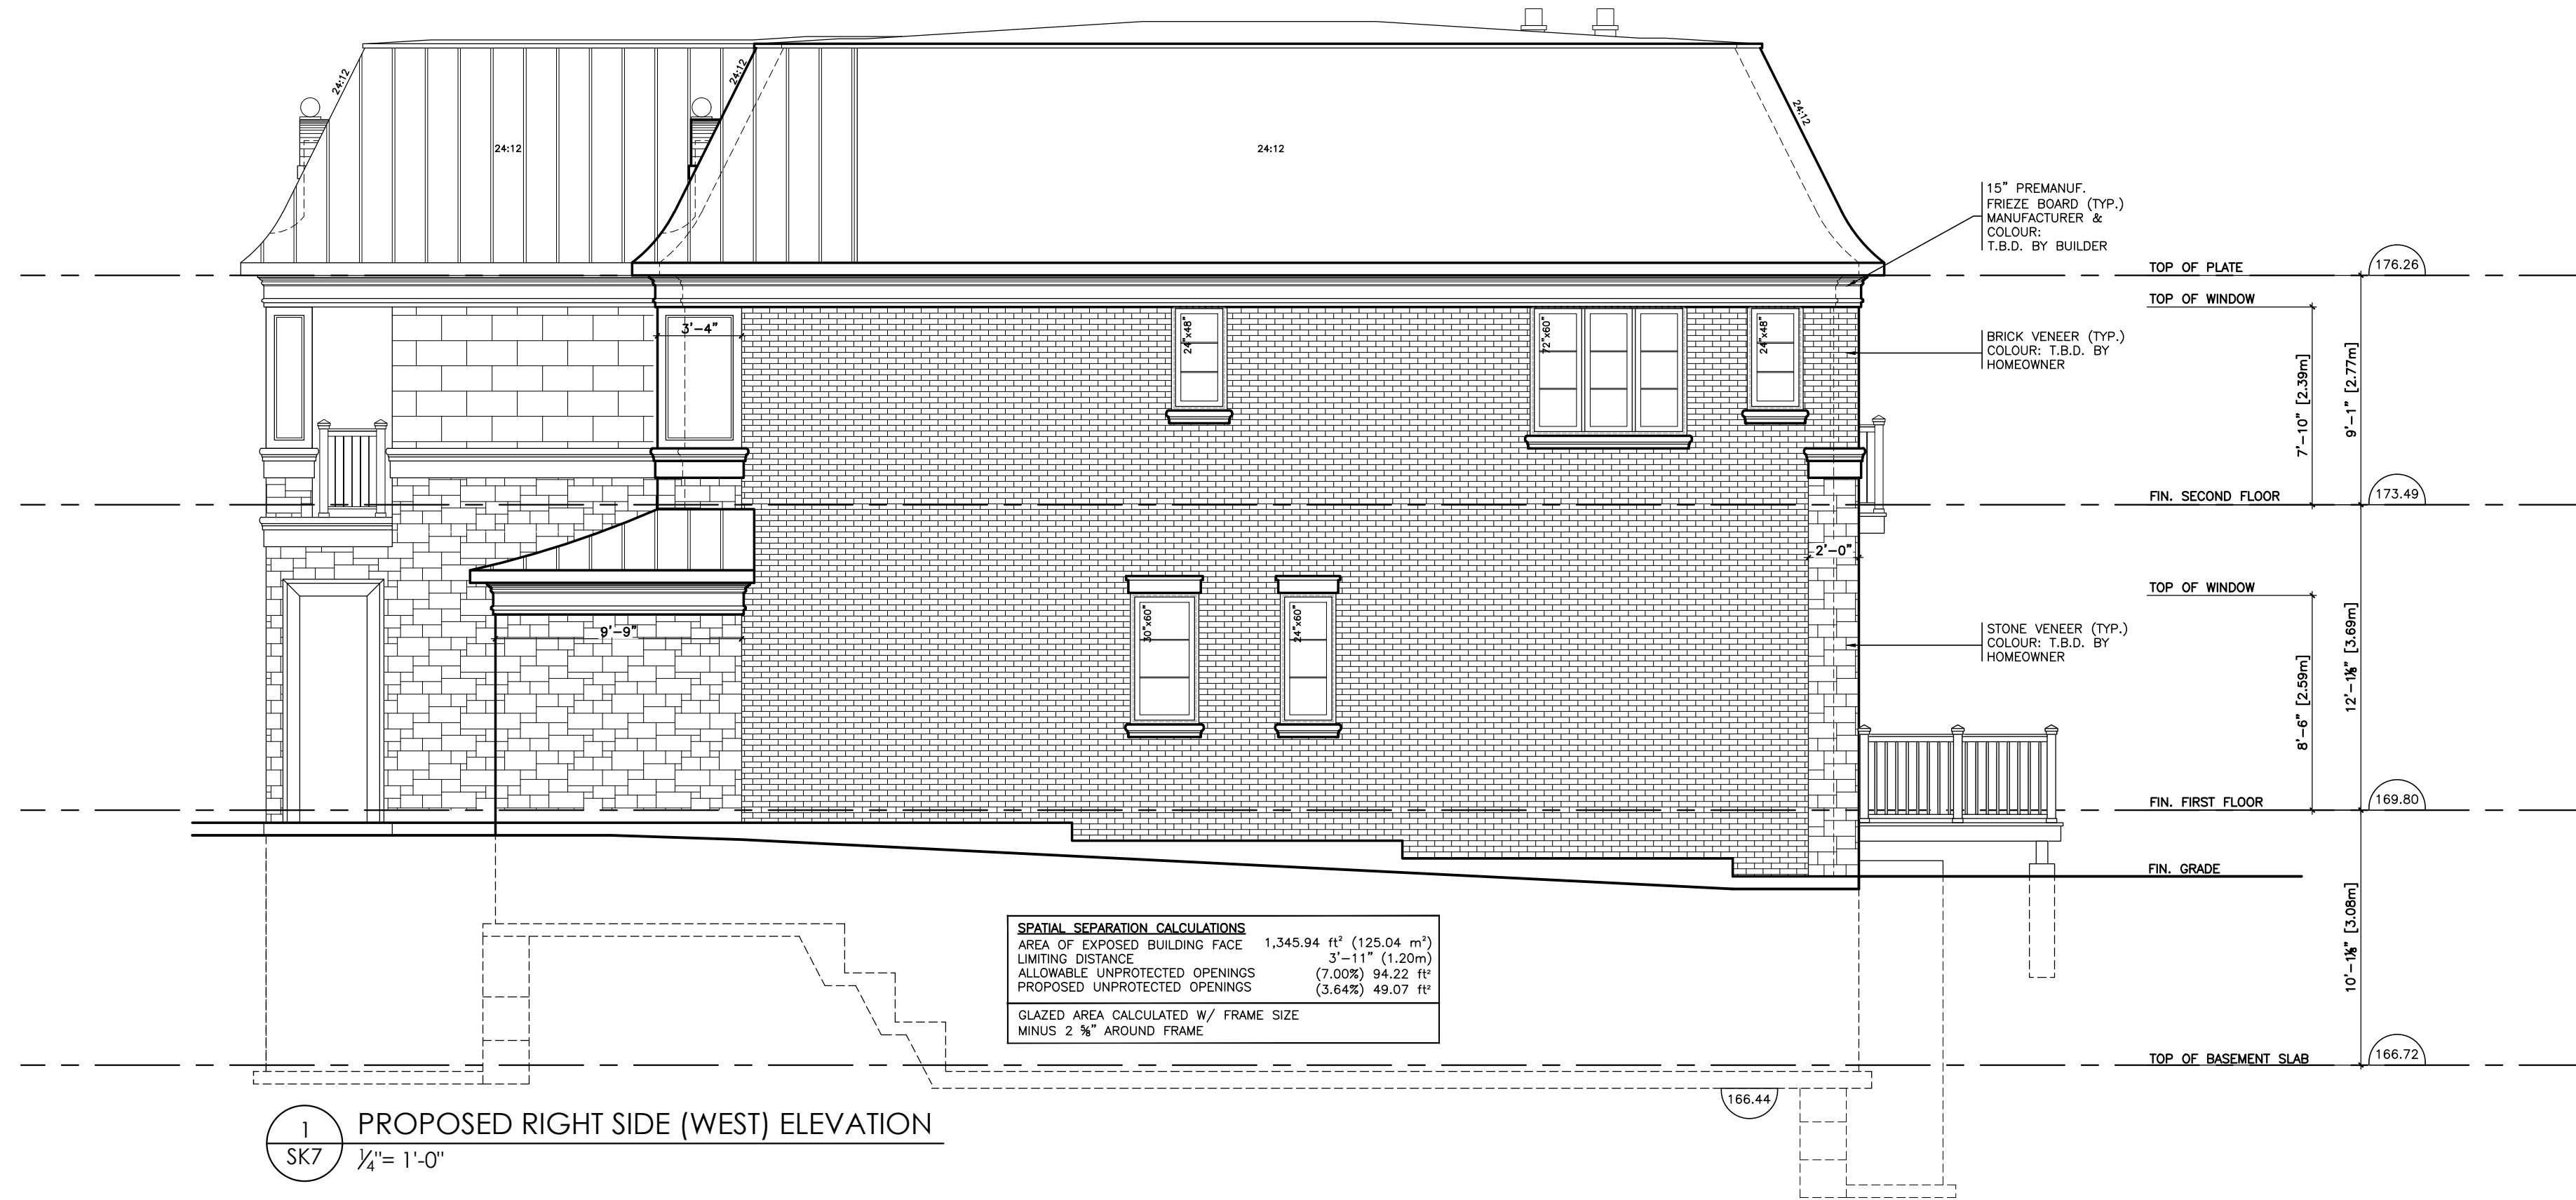 24:12
24:12
24:12
24:12
24:12
15" PREMANUF.
FRIEZE BOARD (TYP.)
MANUFACTURER &
COLOUR:
T.B.D. BY BUILDER
TOP OF PLATE
176.26
TOP OF WINDOW
3'-4"
24"x48"
72"x60"
24"x48"
BRICK VENEER (TYP.)
COLOUR: T.B.D. BY
HOMEOWNER
7'-10" [2.39m]
9'-1" [2.77m]
FIN. SECOND FLOOR
173.49
2'-0"
TOP OF WINDOW
9'-9"
30"x60"
24"x60"
STONE VENEER (TYP.)
COLOUR: T.B.D. BY
HOMEOWNER
8'-6" [2.59m]
12'-1⅛" [3.69m]
FIN. FIRST FLOOR
169.80
FIN. GRADE
10'-1⅛" [3.08m]
SPATIAL SEPARATION CALCULATIONS
AREA OF EXPOSED BUILDING FACE 1,345.94 ft² (125.04 m²)
LIMITING DISTANCE 3'-11" (1.20m)
ALLOWABLE UNPROTECTED OPENINGS (7.00%) 94.22 ft²
PROPOSED UNPROTECTED OPENINGS (3.64%) 49.07 ft²
GLAZED AREA CALCULATED W/ FRAME SIZE
MINUS 2 ⅝" AROUND FRAME
TOP OF BASEMENT SLAB
166.72
166.44
1
SK7
PROPOSED RIGHT SIDE (WEST) ELEVATION
¼"= 1'-0"